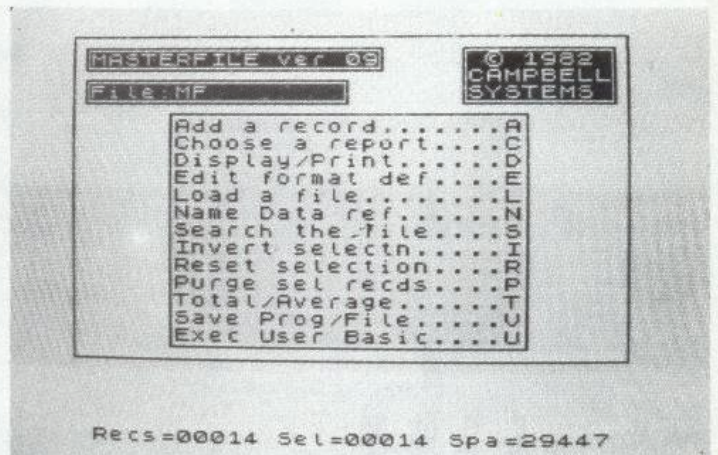 MASTERFILE ver 09
© 1982
CAMPBELL
SYSTEMS
File:MF
Add a record.......A
Choose a report....C
Display/Print......D
Edit format def....E
Load a file........L
Name Data ref......N
Search the file....S
Invert selectn.....I
Reset selection....R
Purge sel recds....P
Total/Average......T
Save Prog/File.....V
Exec User Basic....U
Recs=00014 Sel=00014 Spa=29447